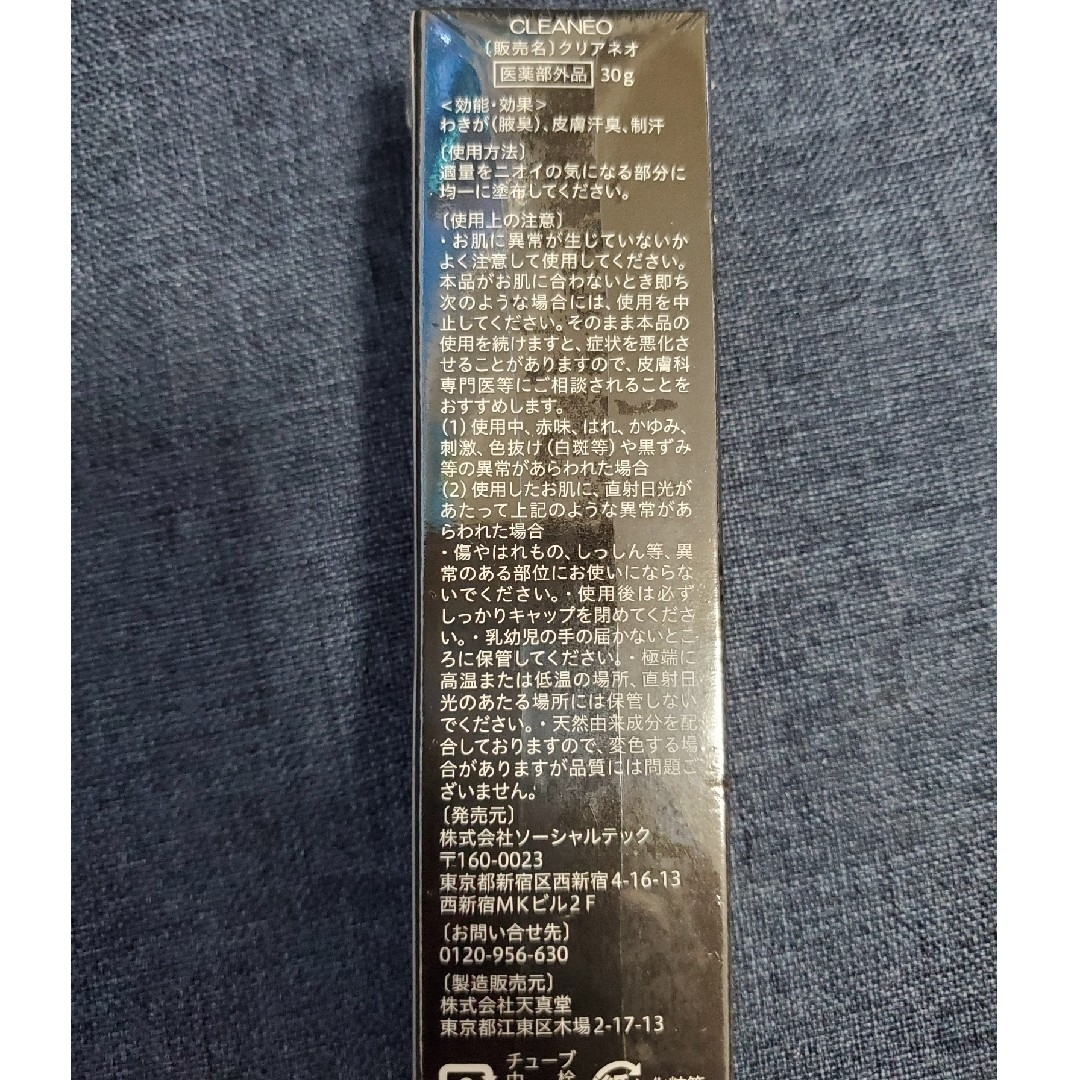 CLEANEO
〔販売名〕クリアネオ
医薬部外品 30g
<効能・効果>
わきが(腋臭)、皮膚汗臭、制汗
〔使用方法〕
適量をニオイの気になる部分に
均一に塗布してください。
〔使用上の注意〕
・お肌に異常が生じていないか
よく注意して使用してください。
本品がお肌に合わないとき即ち
次のような場合には、使用を中
止してください。そのまま本品の
使用を続けますと、症状を悪化さ
せることがありますので、皮膚科
専門医等にご相談されることを
おすすめします。
(1)使用中、赤味、はれ、かゆみ、
刺激、色抜け(白斑等)や黒ずみ
等の異常があらわれた場合
(2)使用したお肌に、直射日光が
あたって上記のような異常があ
らわれた場合
・傷やはれもの、しっしん等、異
常のある部位にお使いにならな
いでください。・使用後は必ず
しっかりキャップを閉めてくださ
い。・乳幼児の手の届かないとこ
ろに保管してください。・極端に
高温または低温の場所、直射日
光のあたる場所には保管しない
でください。・天然由来成分を配
合しておりますので、変色する場
合がありますが品質には問題ご
ざいません。
〔発売元〕
株式会社ソーシャルテック
〒160-0023
東京都新宿区西新宿4-16-13
西新宿MKビル2F
〔お問い合せ先〕
0120-956-630
〔製造販売元〕
株式会社天真堂
東京都江東区木場2-17-13
チューブ